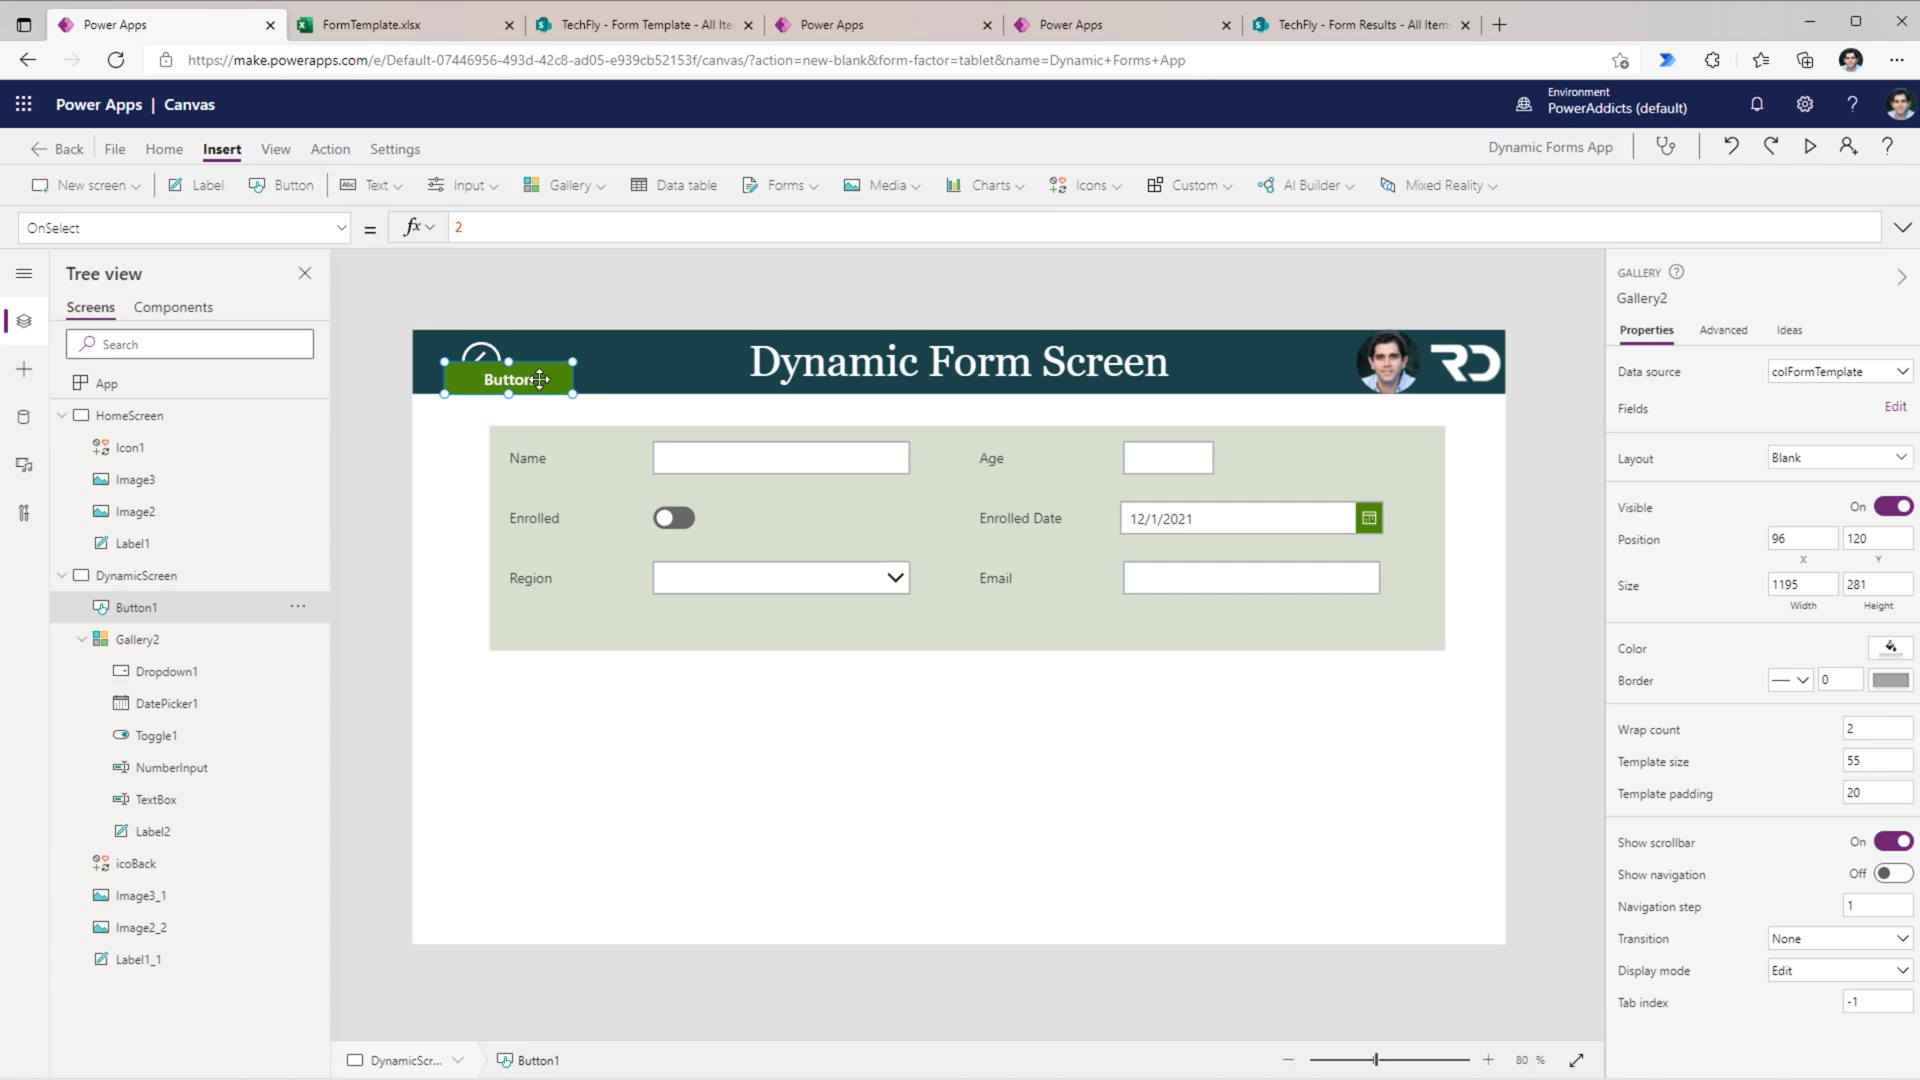 Power Apps
FormTemplate.xlsx
TechFly - Form Template - All Ite
Power Apps
Power Apps
TechFly - Form Results - All Items
https://make.powerapps.com/e/Default-07446956-493d-42c8-ad05-e939cb52153f/canvas/?action=new-blank&form-factor=tablet&name=Dynamic+Forms+App
Power Apps | Canvas
Environment
PowerAddicts (default)
Back
File
Home
Insert
View
Action
Settings
Dynamic Forms App
New screen
Label
Button
Text
Input
Gallery
Data table
Forms
Media
Charts
Icons
Custom
AI Builder
Mixed Reality
OnSelect
=
fx
2
Tree view
Screens
Components
Search
App
HomeScreen
Icon1
Image3
Image2
Label1
DynamicScreen
Button1
Gallery2
Dropdown1
DatePicker1
Toggle1
NumberInput
TextBox
Label2
icoBack
Image3_1
Image2_2
Label1_1
Button
Dynamic Form Screen
RD
Name
Age
Enrolled
Enrolled Date
12/1/2021
Region
Email
GALLERY
Gallery2
Properties
Advanced
Ideas
Data source
colFormTemplate
Fields
Edit
Layout
Blank
Visible
On
Position
96
120
X
Y
Size
1195
281
Width
Height
Color
Border
0
Wrap count
2
Template size
55
Template padding
20
Show scrollbar
On
Show navigation
Off
Navigation step
1
Transition
None
Display mode
Edit
Tab index
-1
DynamicScr...
Button1
80 %